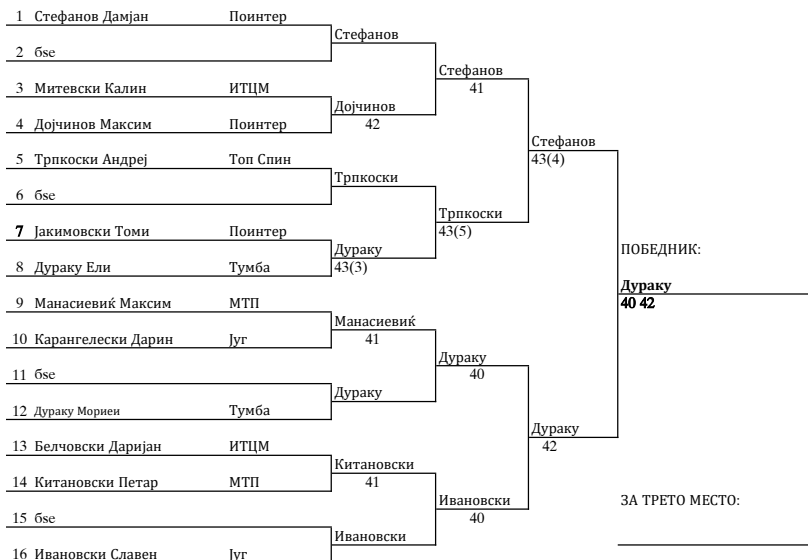 1 Стефанов Дамјан Поинтер
Стефанов
2 бѕе
Стефанов
3 Митевски Калин ИТЦМ
41
Дојчинов
4 Дојчинов Максим Поинтер
42
Стефанов
5 Трпкоски Андреј Топ Спин
43(4)
Трпкоски
6 бѕе
Трпкоски
7 Јакимовски Томи Поинтер
43(5)
Дураку
ПОБЕДНИК:
8 Дураку Ели Тумба
43(3)
Дураку
9 Манасиевиќ Максим МТП
40 42
Манасиевиќ
10 Карангелески Дарин Југ
41
Дураку
11 бѕе
40
Дураку
12 Дураку Мориеи Тумба
Дураку
13 Белчовски Даријан ИТЦМ
42
Китановски
14 Китановски Петар МТП
41
Ивановски
ЗА ТРЕТО МЕСТО:
15 бѕе
40
Ивановски
16 Ивановски Славен Југ